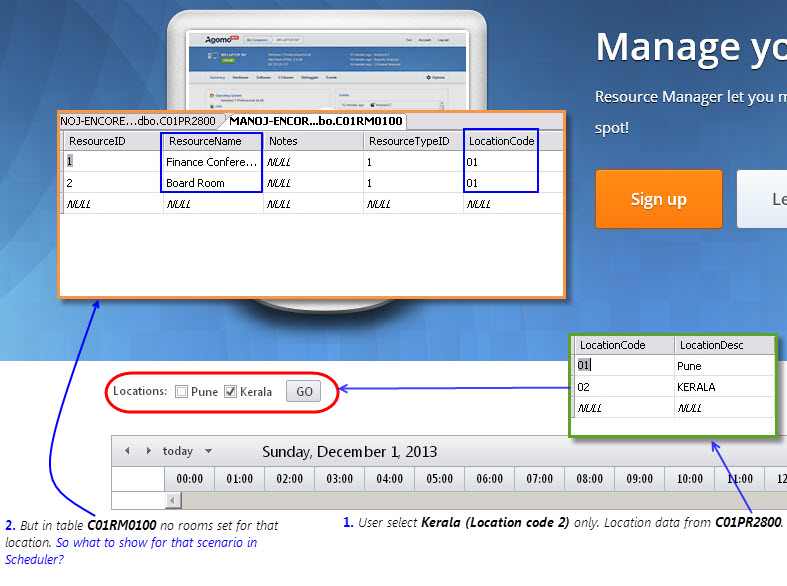 Agomo BETA
My Computers
MY-LAPTOP-W7
Account
Log out
MY-LAPTOP-W7
Summary Hardware Software CCleaner Defraggler Events
Options
Operating System
Events
Manage yo
Resource Manager let you m
spot!
Sign up
Le
NOJ-ENCORE...dbo.C01PR2800
MANOJ-ENCOR...bo.C01RM0100
ResourceID ResourceName Notes ResourceTypeID LocationCode
1 Finance Confere... NULL 1 01
2 Board Room NULL 1 01
NULL NULL NULL NULL NULL
LocationCode LocationDesc
01 Pune
02 KERALA
NULL NULL
Locations: Pune Kerala GO
today Sunday, December 1, 2013
00:00 01:00 02:00 03:00 04:00 05:00 06:00 07:00 08:00 09:00 10:00 11:00 12
1. User select Kerala (Location code 2) only. Location data from C01PR2800.
2. But in table C01RM0100 no rooms set for that
location. So what to show for that scenario in
Scheduler?